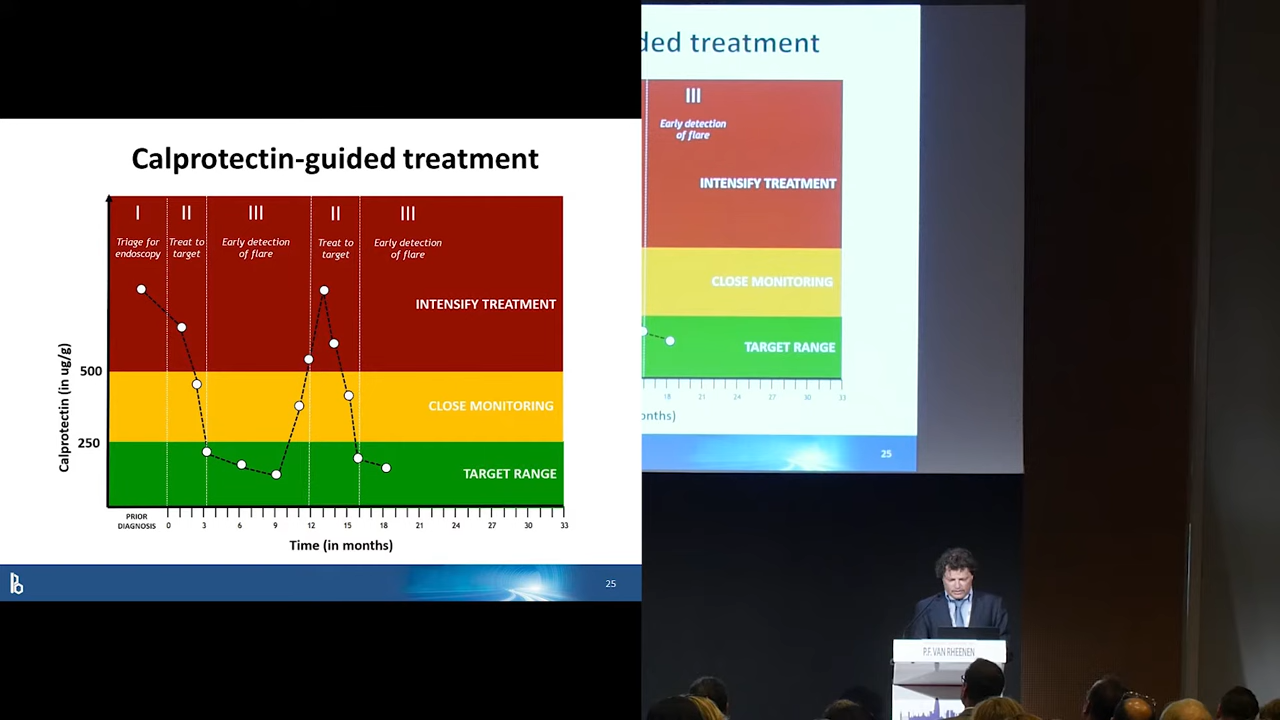 Calprotectin-guided treatment
I
II
III
II
III
Triage for
endoscopy
Treat to
target
Early detection
of flare
Treat to
target
Early detection
of flare
INTENSIFY TREATMENT
CLOSE MONITORING
TARGET RANGE
Calprotectin (in ug/g)
500
250
PRIOR
DIAGNOSIS
0 3 6 9 12 15 18 21 24 27 30 33
Time (in months)
25
ded treatment
III
Early detection
of flare
INTENSIFY TREATMENT
CLOSE MONITORING
TARGET RANGE
18 21 24 27 30 33
onths)
25
P.F. VAN RHEENEN